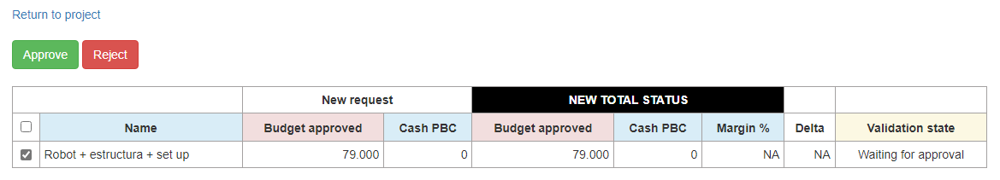 Return to project
Approve Reject
New request NEW TOTAL STATUS
Name Budget approved Cash PBC Budget approved Cash PBC Margin % Delta Validation state
Robot + estructura + set up 79.000 0 79.000 0 NA NA Waiting for approval